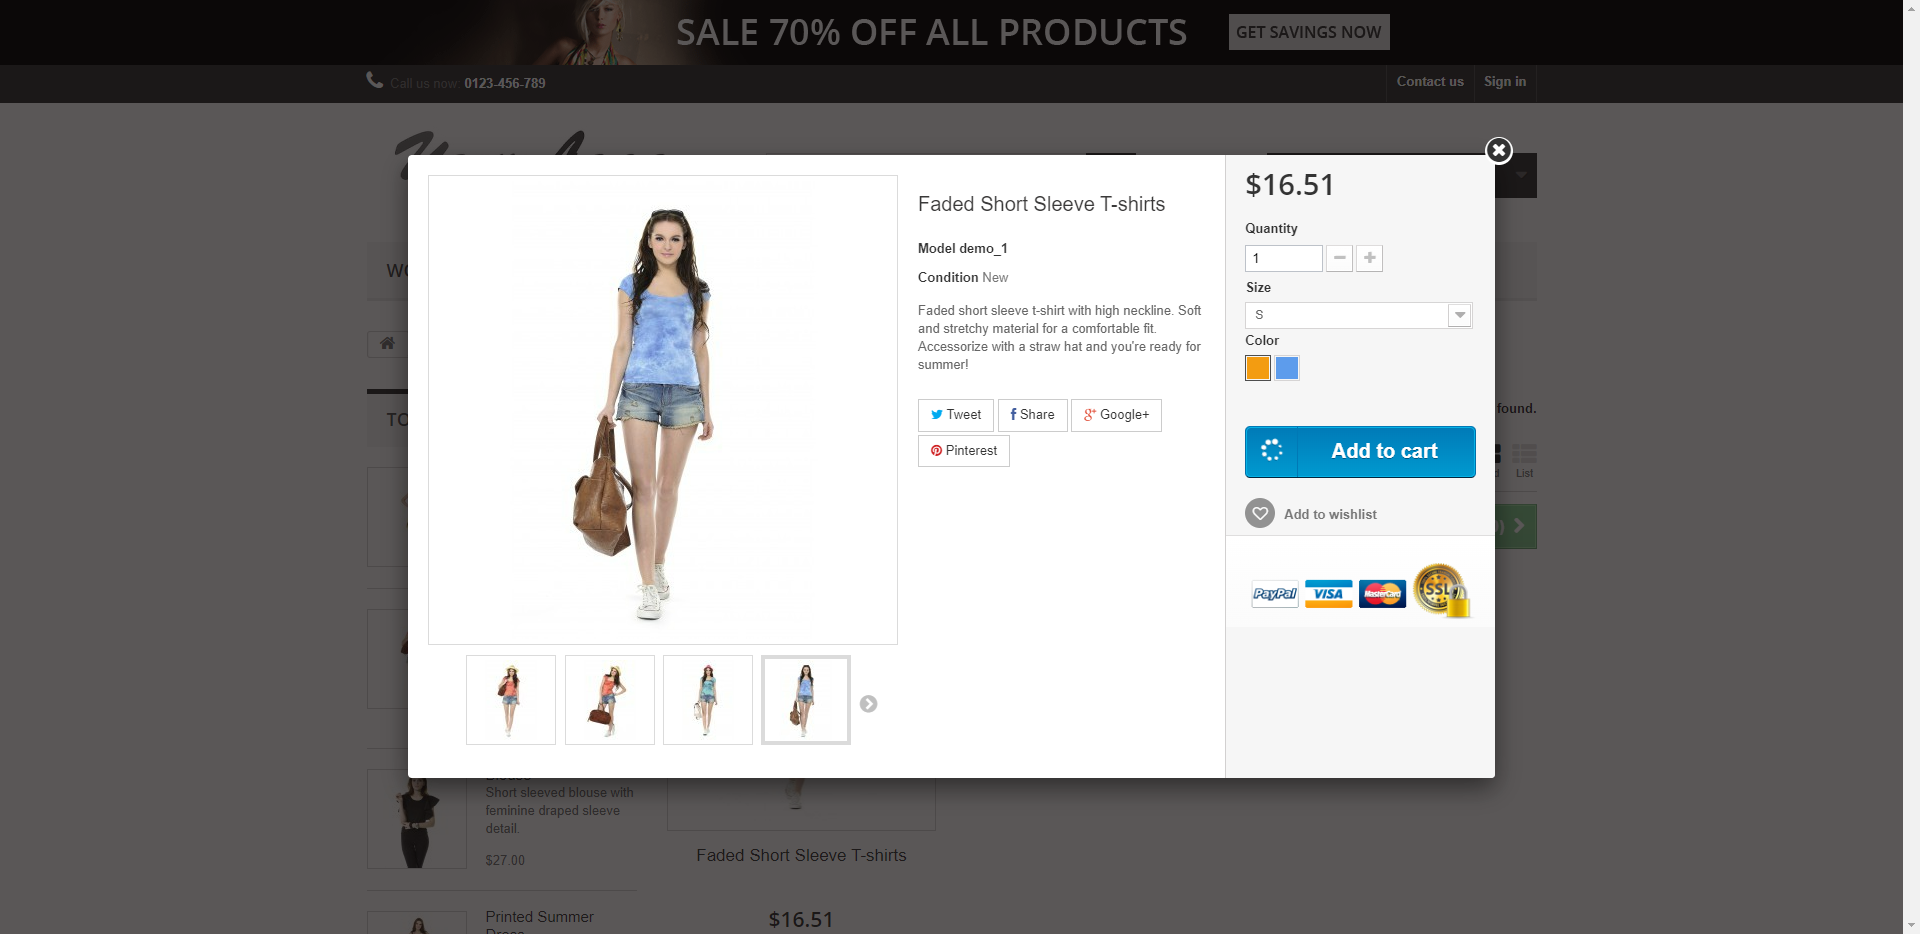 SALE 70% OFF ALL PRODUCTS
GET SAVINGS NOW
Call us now: 0123-456-789
Contact us
Sign in
$16.51
Faded Short Sleeve T-shirts
Quantity
Model demo_1
1
Condition New
Size
S
Faded short sleeve t-shirt with high neckline. Soft
and stretchy material for a comfortable fit.
Accessorize with a straw hat and you're ready for
summer!
Color
Tweet
Share
Google+
Pinterest
found.
Add to cart
List
Add to wishlist
PayPal
VISA
MasterCard
SSL
Blouse
Short sleeved blouse with
feminine draped sleeve
detail.
$27.00
Faded Short Sleeve T-shirts
Printed Summer
Dress
$16.51